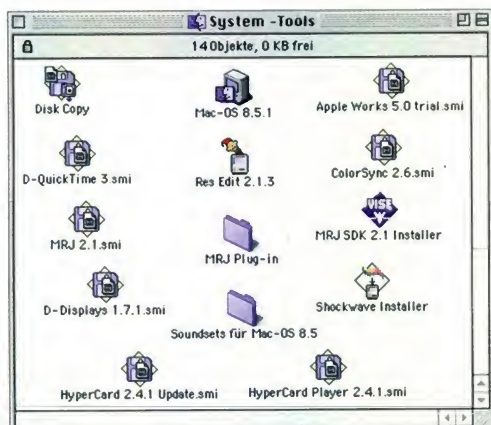 System -Tools
14 Objekte, 0 KB frei
Disk Copy
Mac-OS 8.5.1
Apple Works 5.0 trial.smi
D-QuickTime 3.smi
Res Edit 2.1.3
ColorSync 2.6.smi
MRJ 2.1.smi
MRJ Plug-in
VISE
MRJ SDK 2.1 Installer
D-Displays 1.7.1.smi
Soundsets für Mac-OS 8.5
Shockwave Installer
HyperCard 2.4.1 Update.smi
HyperCard Player 2.4.1.smi